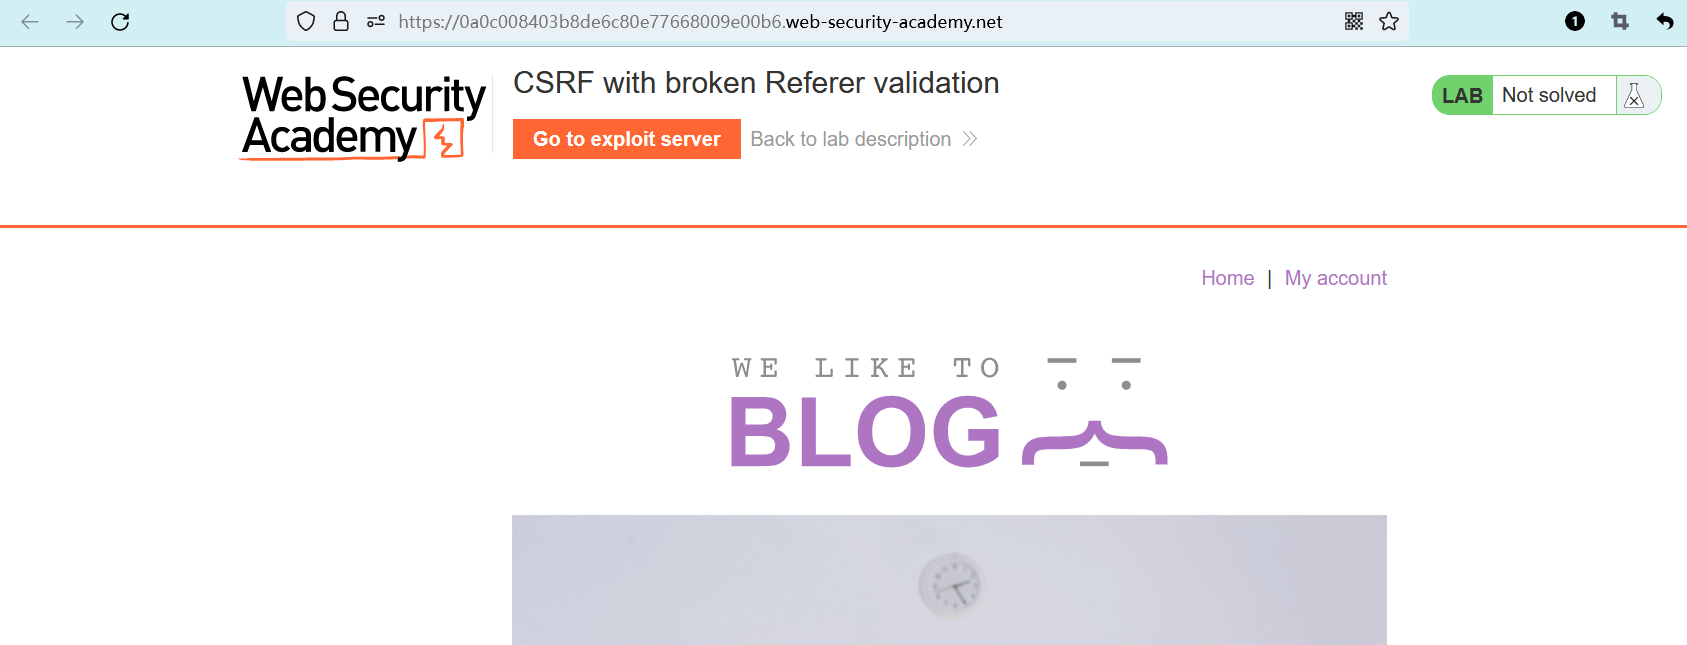 https://0a0c008403b8de6c80e77668009e00b6.web-security-academy.net
1
Web Security
Academy
CSRF with broken Referer validation
Go to exploit server
Back to lab description
LAB
Not solved
Home | My account
WE LIKE TO
BLOG